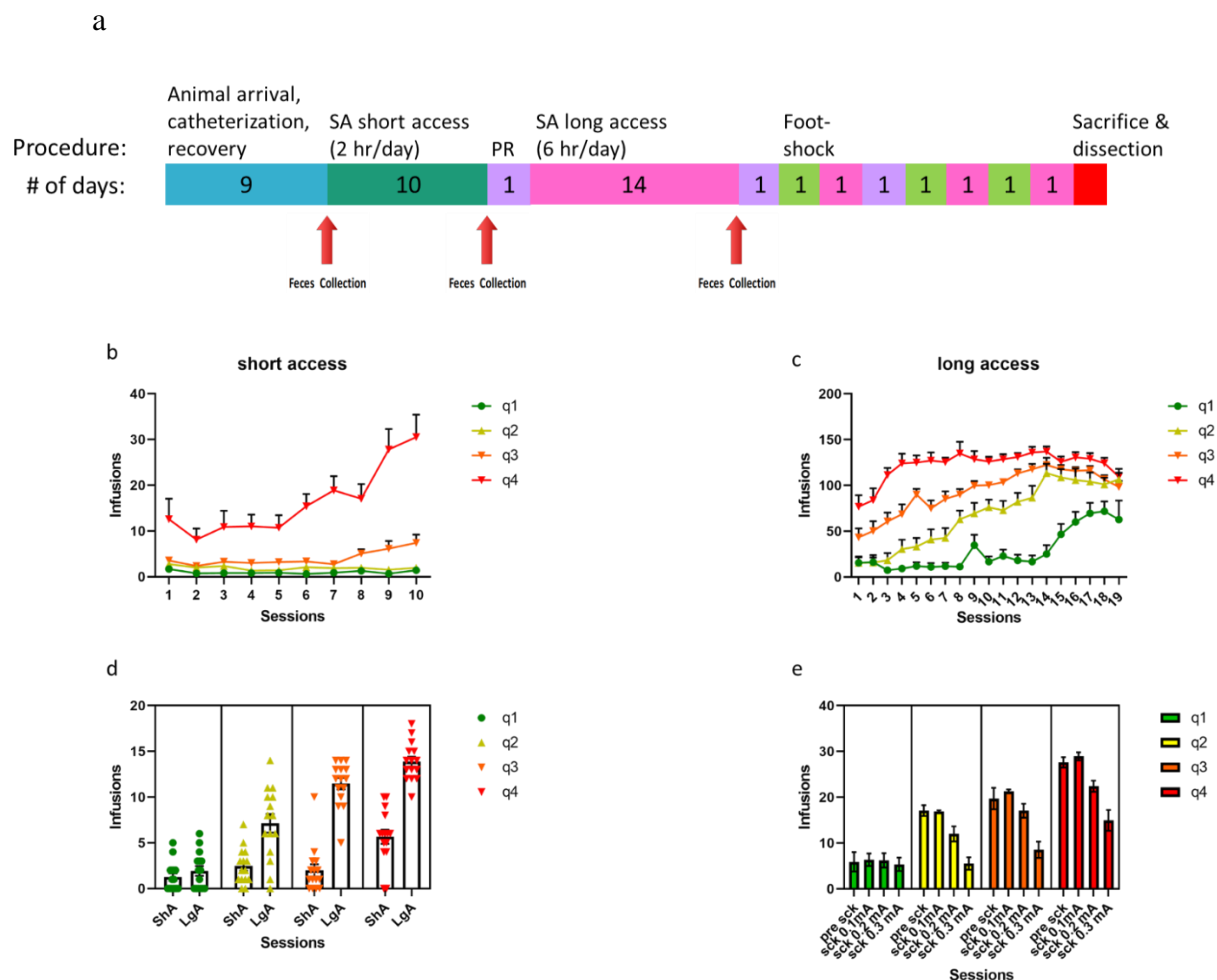 a
Animal arrival,
catheterization,
recovery
SA short access
(2 hr/day)
PR
SA long access
(6 hr/day)
Foot-
shock
Sacrifice &
dissection
Procedure:
# of days:
9 10 1 14 1 1 1 1 1 1 1 1
Feces Collection Feces Collection Feces Collection
b
short access
Infusions
40
30
20
10
0
1 2 3 4 5 6 7 8 9 10
Sessions
q1
q2
q3
q4
c
long access
Infusions
200
150
100
50
0
1 2 3 4 5 6 7 8 9 10 11 12 13 14 15 16 17 18 19
Sessions
q1
q2
q3
q4
d
Infusions
20
15
10
5
0
ShA LgA ShA LgA ShA LgA ShA LgA
Sessions
q1
q2
q3
q4
e
Infusions
40
30
20
10
0
pre sck
sck 0.1mA
sck 0.2 mA
sck 0.3 mA
pre sck
sck 0.1mA
sck 0.2 mA
sck 0.3 mA
pre sck
sck 0.1mA
sck 0.2 mA
sck 0.3 mA
pre sck
sck 0.1mA
sck 0.2 mA
sck 0.3 mA
Sessions
q1
q2
q3
q4